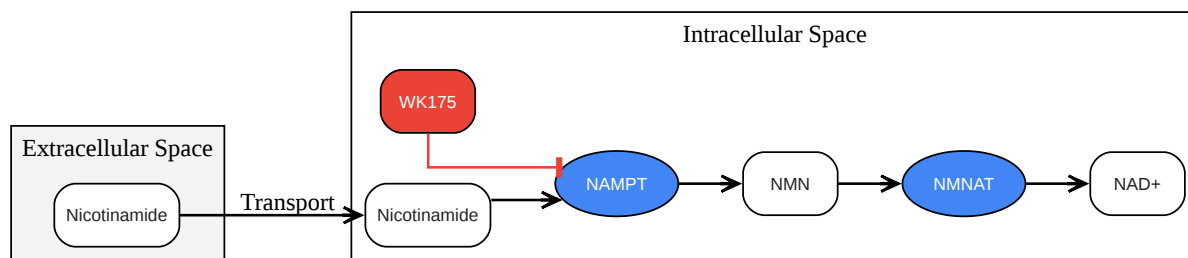 Intracellular Space
WK175
Extracellular Space
Nicotinamide
Transport
Nicotinamide
NAMPT
NMN
NMNAT
NAD+